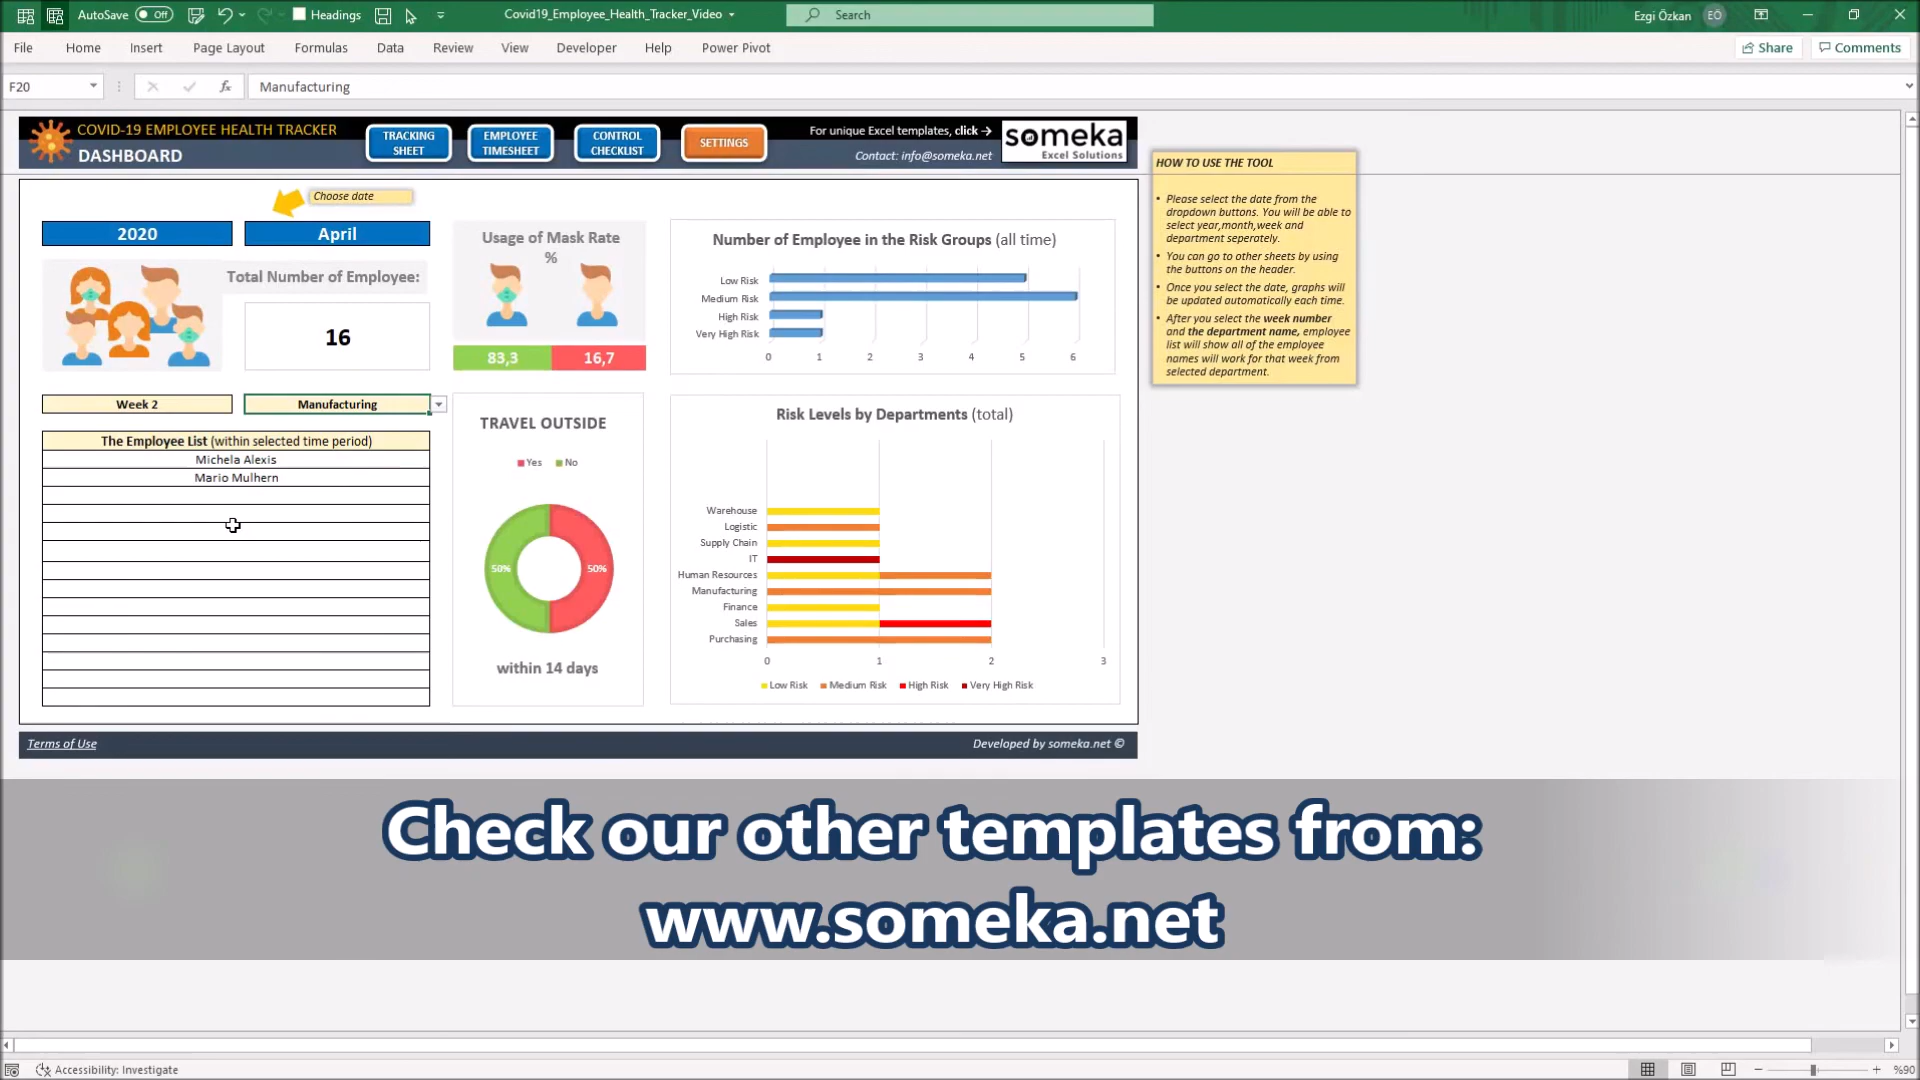 AutoSave Off Headings Covid19_Employee_Health_Tracker_Video Search Ezgi Özkan EÖ
File Home Insert Page Layout Formulas Data Review View Developer Help Power Pivot Share Comments
F20 fx Manufacturing
COVID-19 EMPLOYEE HEALTH TRACKER
DASHBOARD
TRACKING
SHEET
EMPLOYEE
TIMESHEET
CONTROL
CHECKLIST
SETTINGS
For unique Excel templates, click →
Contact: info@someka.net
someka
Excel Solutions
HOW TO USE THE TOOL
• Please select the date from the
dropdown buttons. You will be able to
select year,month,week and
department seperately.
• You can go to other sheets by using
the buttons on the header.
• Once you select the date, graphs will
be updated automatically each time.
• After you select the week number
and the department name, employee
list will show all of the employee
names will work for that week from
selected department.
Choose date
2020 April
Total Number of Employee:
16
Usage of Mask Rate
%
83,3 16,7
Number of Employee in the Risk Groups (all time)
Low Risk
Medium Risk
High Risk
Very High Risk
0 1 2 3 4 5 6
Week 2 Manufacturing
The Employee List (within selected time period)
Michela Alexis
Mario Mulhern
TRAVEL OUTSIDE
Yes No
50% 50%
within 14 days
Risk Levels by Departments (total)
Warehouse
Logistic
Supply Chain
IT
Human Resources
Manufacturing
Finance
Sales
Purchasing
0 1 2 3
Low Risk Medium Risk High Risk Very High Risk
Terms of Use Developed by someka.net ©
Check our other templates from:
www.someka.net
Accessibility: Investigate %90